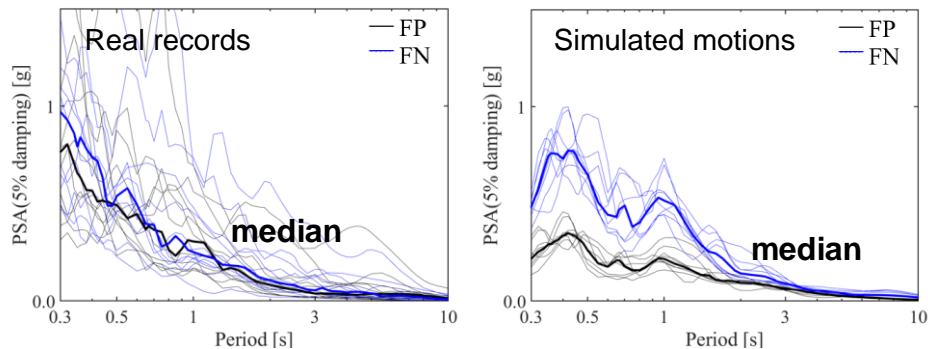 Real records
FP
FN
median
PSA(5% damping) [g]
1
0.0
0.3
0.5
1
3
10
Period [s]
Simulated motions
FP
FN
median
PSA(5% damping) [g]
1
0.0
0.3
0.5
1
3
10
Period [s]